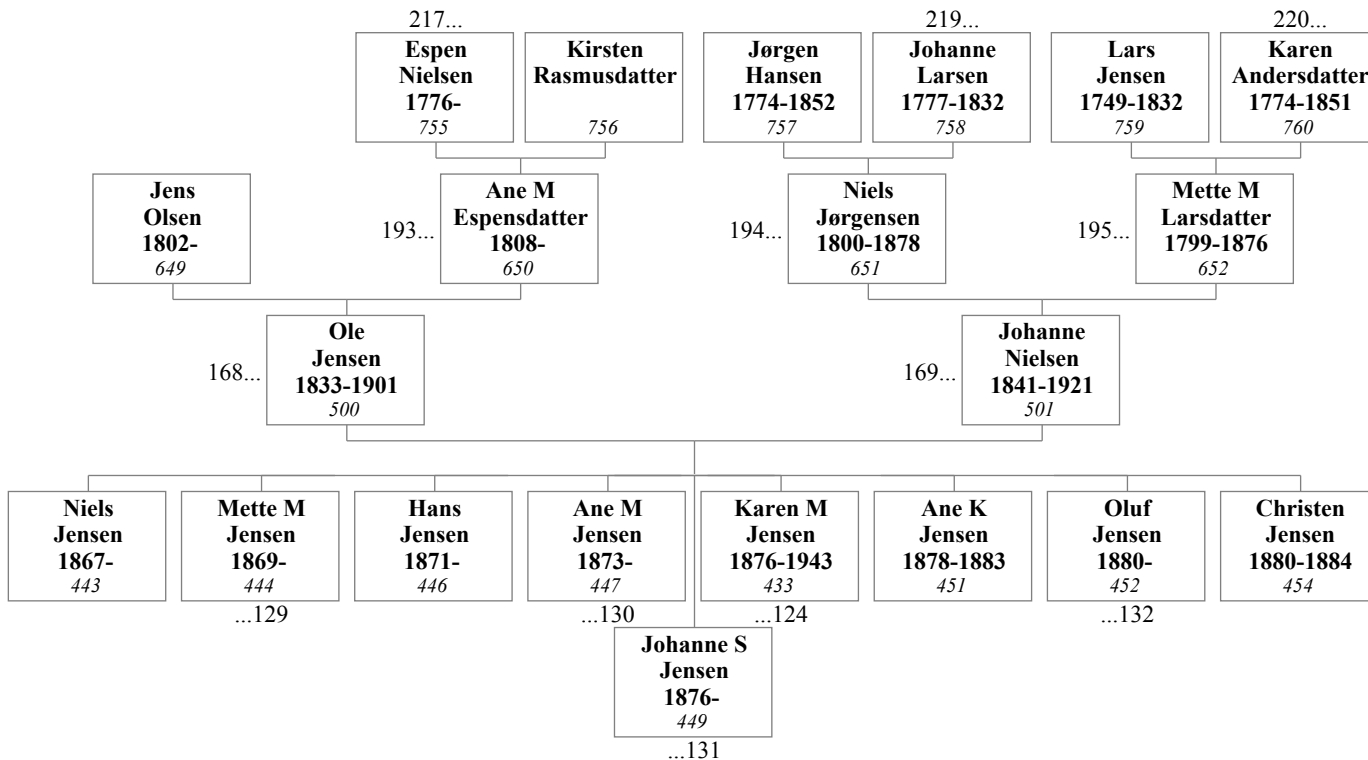 217...
219...
220...
Espen
Nielsen
1776-
755
Kirsten
Rasmusdatter
756
Jørgen
Hansen
1774-1852
757
Johanne
Larsen
1777-1832
758
Lars
Jensen
1749-1832
759
Karen
Andersdatter
1774-1851
760
Jens
Olsen
1802-
649
193...
Ane M
Espensdatter
1808-
650
194...
Niels
Jørgensen
1800-1878
651
195...
Mette M
Larsdatter
1799-1876
652
168...
Ole
Jensen
1833-1901
500
169...
Johanne
Nielsen
1841-1921
501
Niels
Jensen
1867-
443
Mette M
Jensen
1869-
444
...129
Hans
Jensen
1871-
446
Ane M
Jensen
1873-
447
...130
Karen M
Jensen
1876-1943
433
...124
Ane K
Jensen
1878-1883
451
Oluf
Jensen
1880-
452
...132
Christen
Jensen
1880-1884
454
Johanne S
Jensen
1876-
449
...131